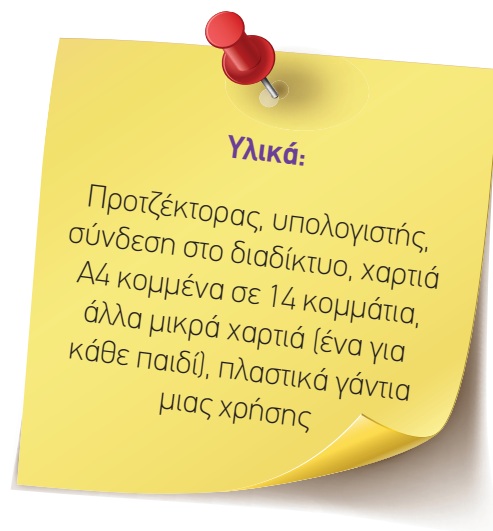 Υλικά:
Προτζέκτορας, υπολογιστής,
σύνδεση στο διαδίκτυο, χαρτιά
Α4 κομμένα σε 14 κομμάτια,
άλλα μικρά χαρτιά (ένα για
κάθε παιδί), πλαστικά γάντια
μιας χρήσης